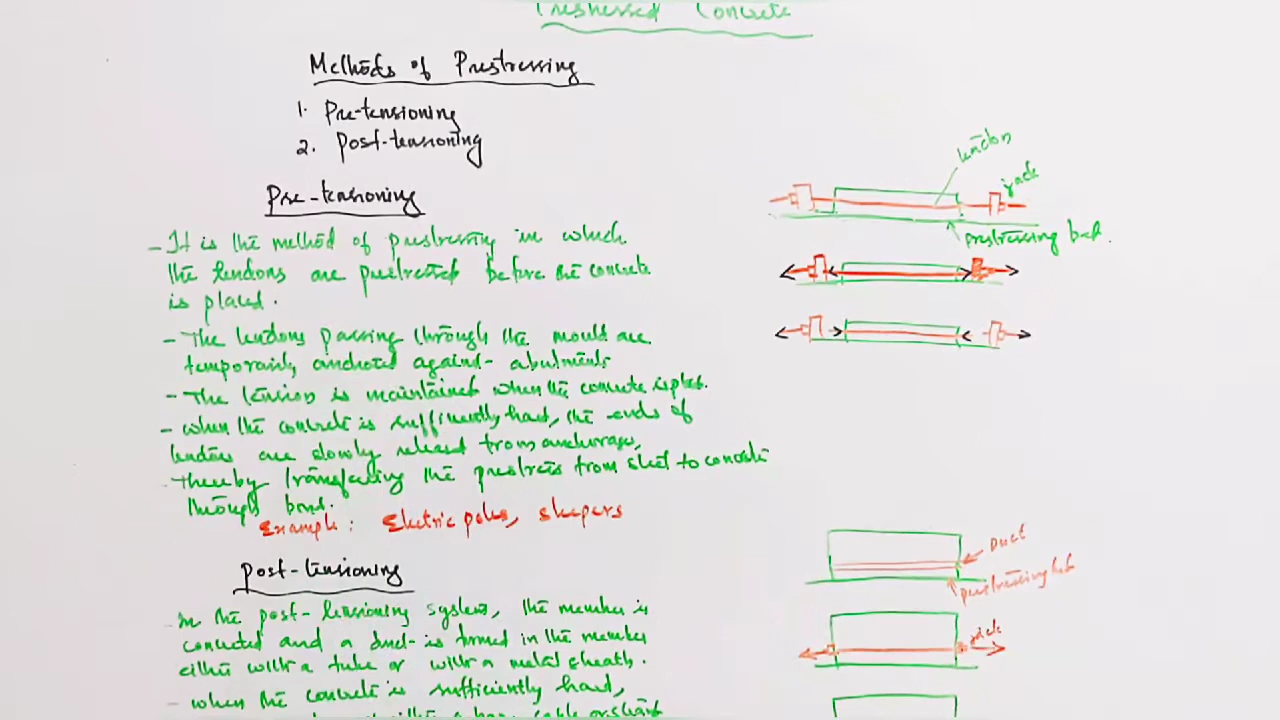 Prestressed Concrete
Methods of Prestressing
1. Pre-tensioning
2. Post-tensioning
Pre-tensioning
- It is the method of prestressing in which
the tendons are prestressed before the concrete
is placed.
- The tendons passing through the mould are
temporarily anchored against abutments
- The tension is maintained when the concrete is
- when the concrete is sufficiently hard, the ends of
tendons are slowly released from anchorage,
. Thereby transferring the prestress from steel to concrete
through bond.
Example: Electric poles, sleepers
tendon
jack
prestressing bed.
Post-tensioning
- In the post-tensioning system, the member is
concreted and a duct is formed in the member
either with a tube or with a metal sheath.
- when the concrete is sufficiently hard,
cable or strand
Duct
prestressing bed
jack